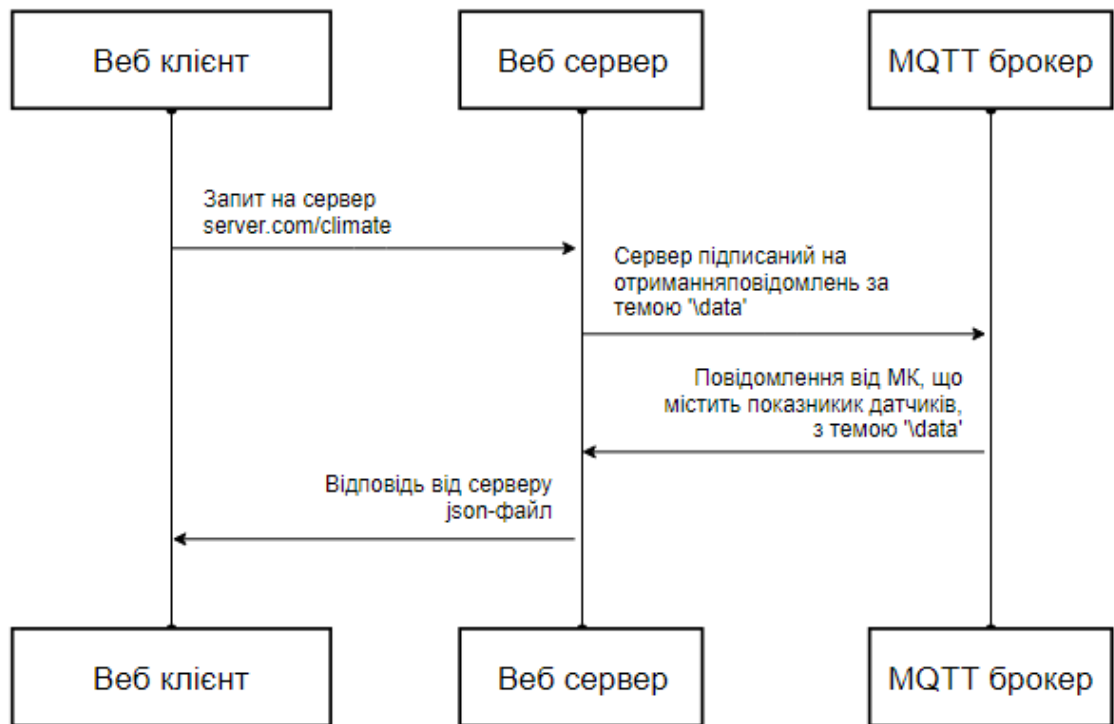 Веб клієнт
Веб сервер
MQTT брокер
Запит на сервер
server.com/climate
Сервер підписаний на
отриманняповідомлень за
темою '\data'
Повідомлення від МК, що
містить показникик датчиків,
з темою '\data'
Відповідь від серверу
json-файл
Веб клієнт
Веб сервер
MQTT брокер